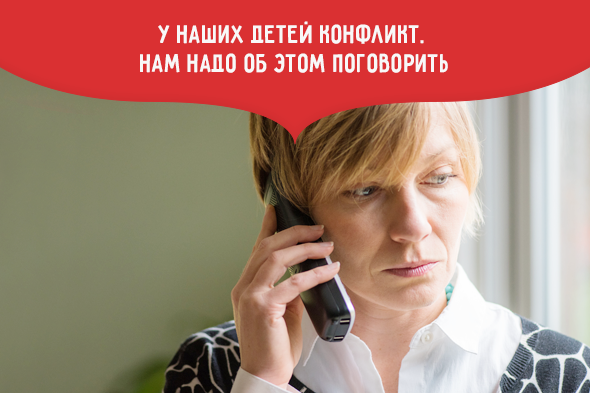 У НАШИХ ДЕТЕЙ КОНФЛИКТ.
НАМ НАДО ОБ ЭТОМ ПОГОВОРИТЬ